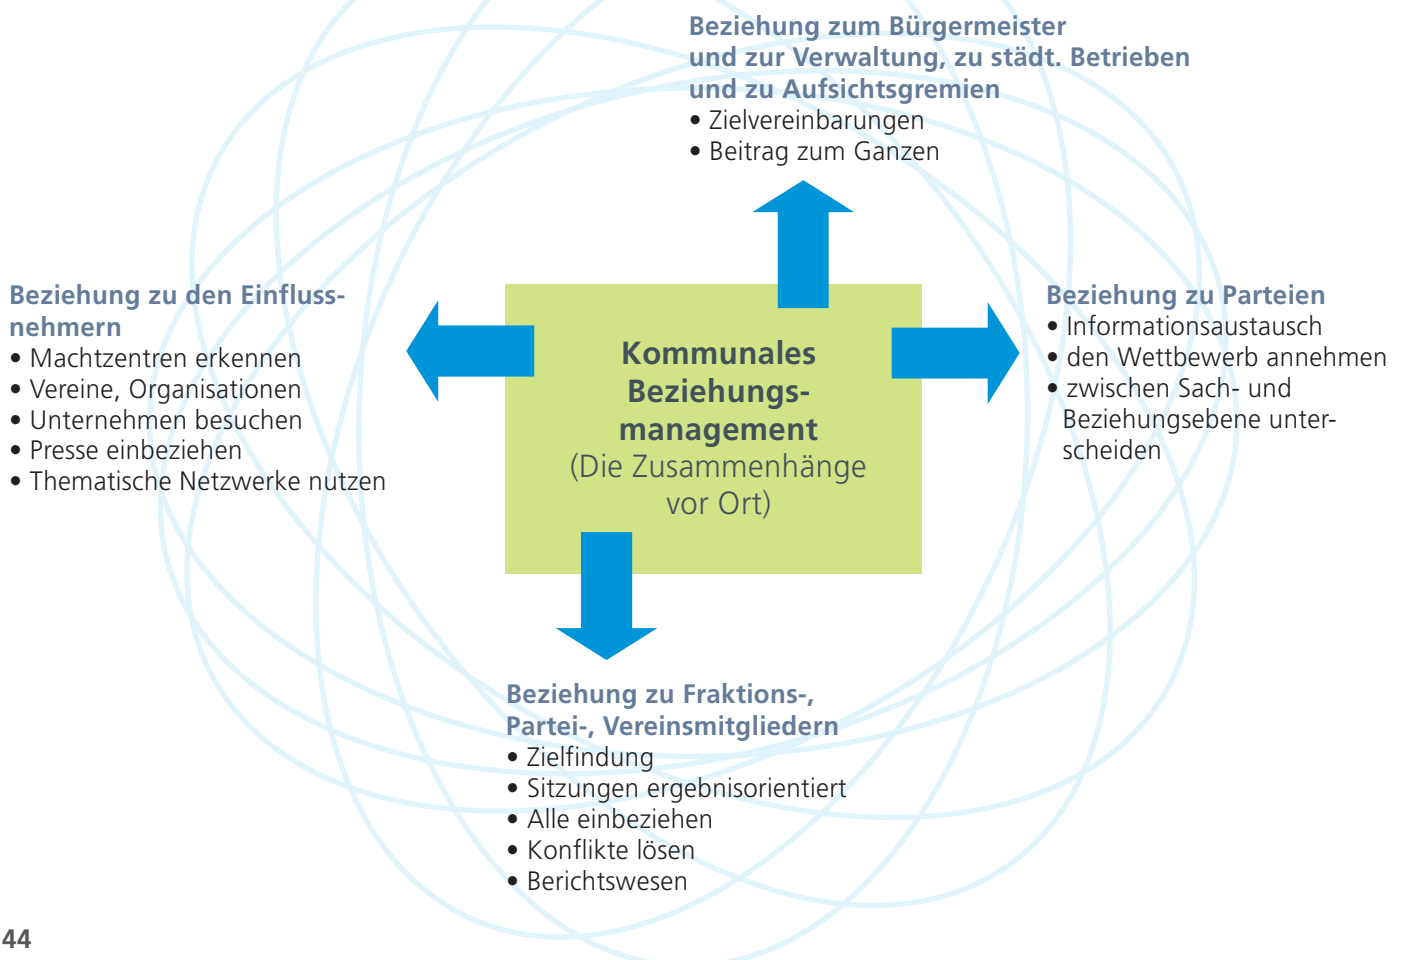 Beziehung zum Bürgermeister
und zur Verwaltung, zu städt. Betrieben
und zu Aufsichtsgremien
• Zielvereinbarungen
• Beitrag zum Ganzen
Beziehung zu den Einfluss-
nehmern
• Machtzentren erkennen
• Vereine, Organisationen
• Unternehmen besuchen
• Presse einbeziehen
• Thematische Netzwerke nutzen
Kommunales
Beziehungs-
management
(Die Zusammenhänge
vor Ort)
Beziehung zu Parteien
• Informationsaustausch
• den Wettbewerb annehmen
• zwischen Sach- und
Beziehungsebene unter-
scheiden
Beziehung zu Fraktions-,
Partei-, Vereinsmitgliedern
• Zielfindung
• Sitzungen ergebnisorientiert
• Alle einbeziehen
• Konflikte lösen
• Berichtswesen
44